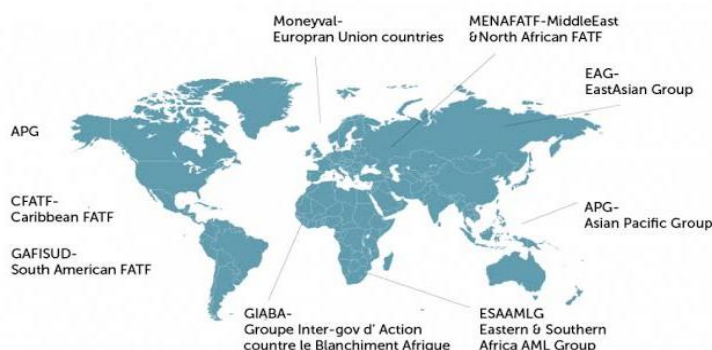 Moneyval-
Europran Union countries
MENAFATF-MiddleEast
&North African FATF
EAG-
EastAsian Group
APG
CFATF-
Caribbean FATF
GAFISUD-
South American FATF
APG-
Asian Pacific Group
GIABA-
Groupe Inter-gov d' Action
countre le Blanchiment Afrique
ESAAMLG
Eastern & Southern
Africa AML Group